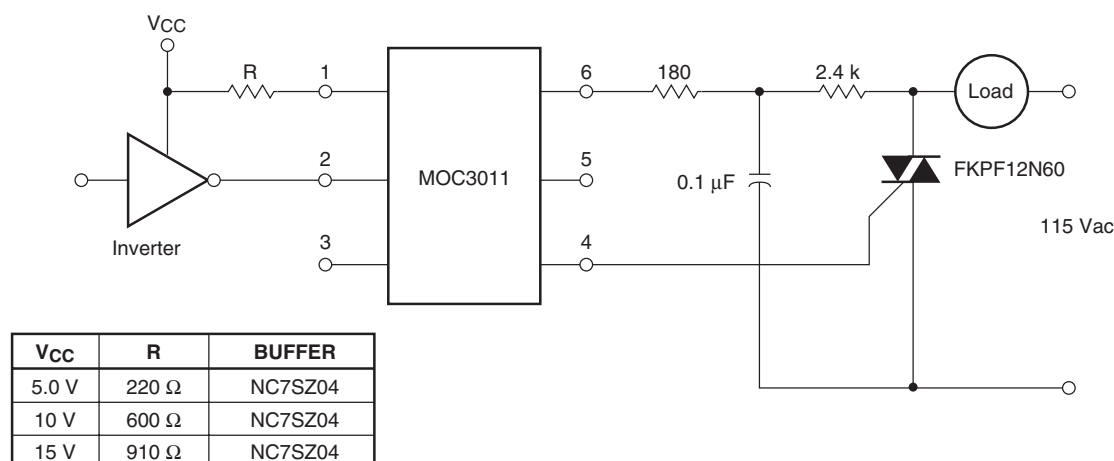 VCC
R
1
6
180
2.4 k
Load
2
5
MOC3011
0.1 µF
FKPF12N60
115 Vac
Inverter
3
4
VCC R BUFFER
5.0 V 220 Ω NC7SZ04
10 V 600 Ω NC7SZ04
15 V 910 Ω NC7SZ04